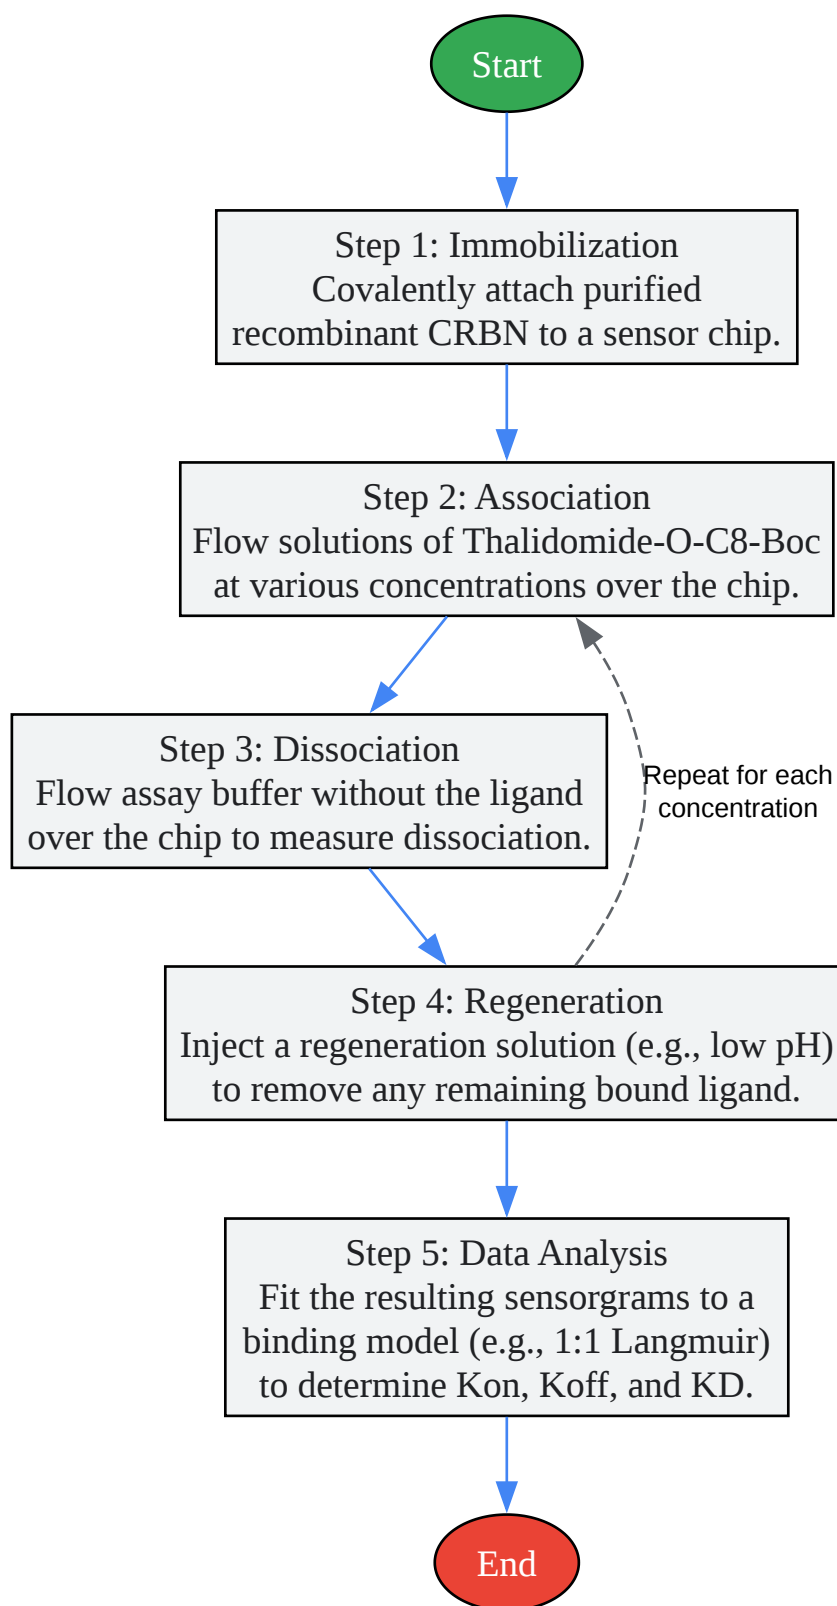 Start
Step 1: Immobilization
Covalently attach purified
recombinant CRBN to a sensor chip.
Step 2: Association
Flow solutions of Thalidomide-O-C8-Boc
at various concentrations over the chip.
Step 3: Dissociation
Flow assay buffer without the ligand
over the chip to measure dissociation.
Repeat for each
concentration
Step 4: Regeneration
Inject a regeneration solution (e.g., low pH)
to remove any remaining bound ligand.
Step 5: Data Analysis
Fit the resulting sensorgrams to a
binding model (e.g., 1:1 Langmuir)
to determine Kon, Koff, and KD.
End